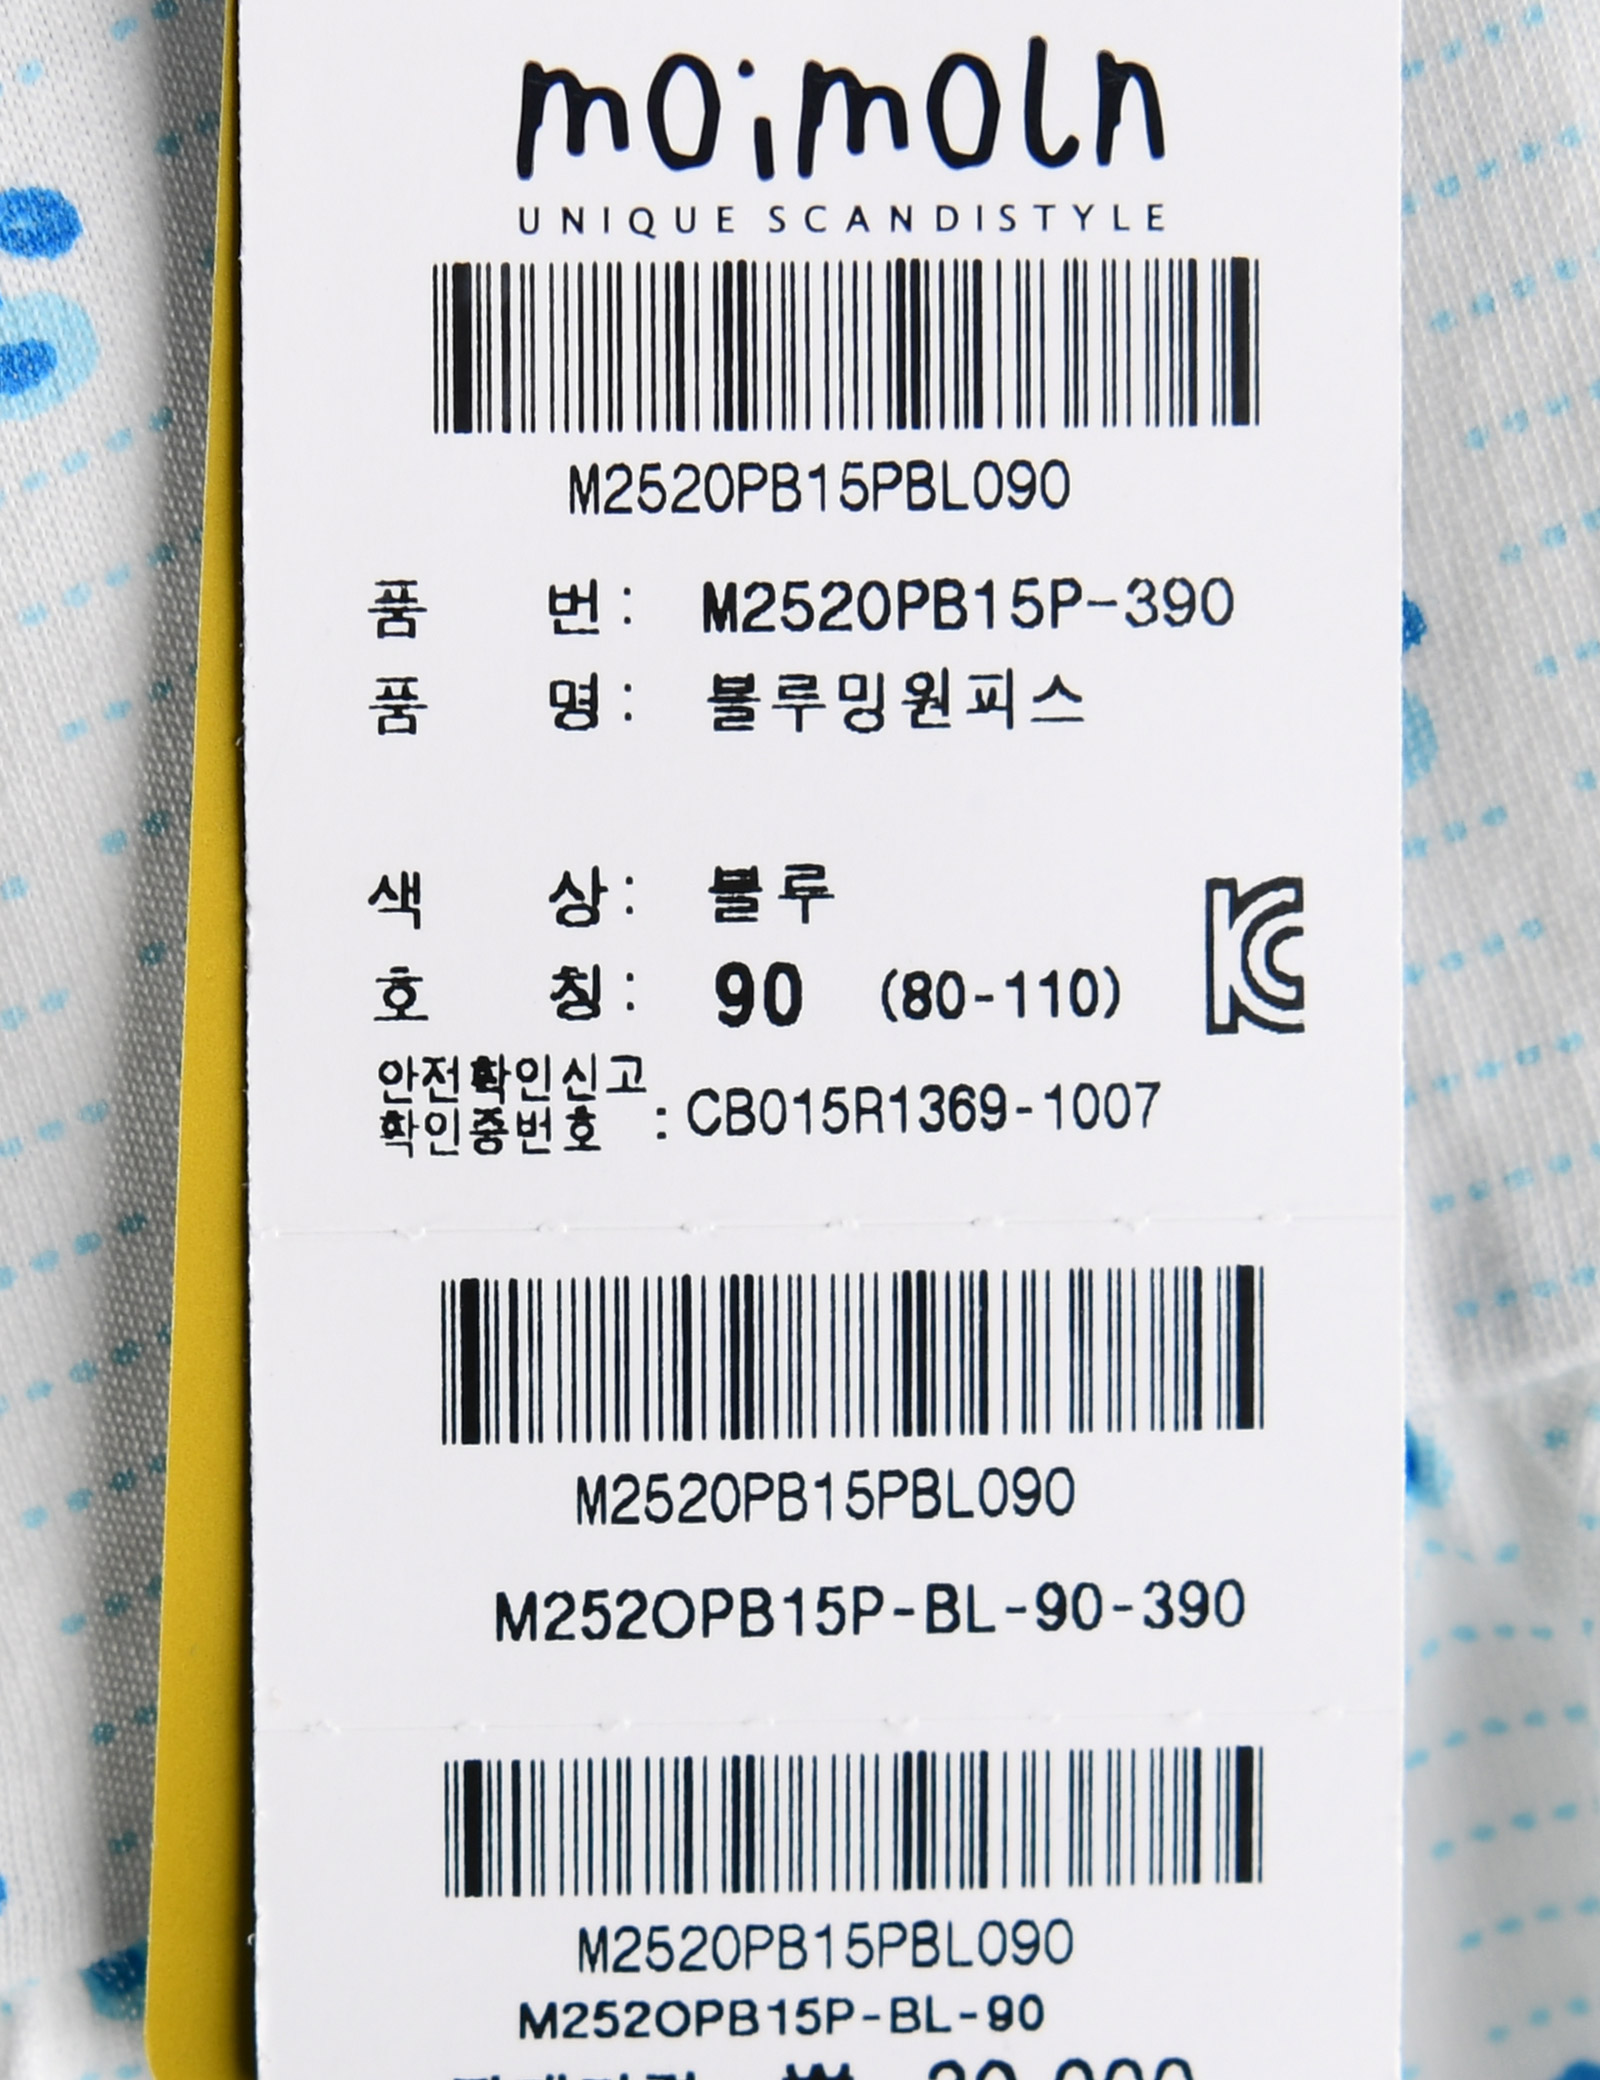 moimoln
UNIQUE SCANDISTYLE
M2520PB15PBL090
품 번 : M2520PB15P-390
품 명 : 블루밍원피스
색 상 : 블루
호 칭 : 90 (80-110)
안전확인신고
확인증번호 : CB015R1369-1007
M2520PB15PBL090
M2520PB15P-BL-90-390
M2520PB15PBL090
M2520PB15P-BL-90